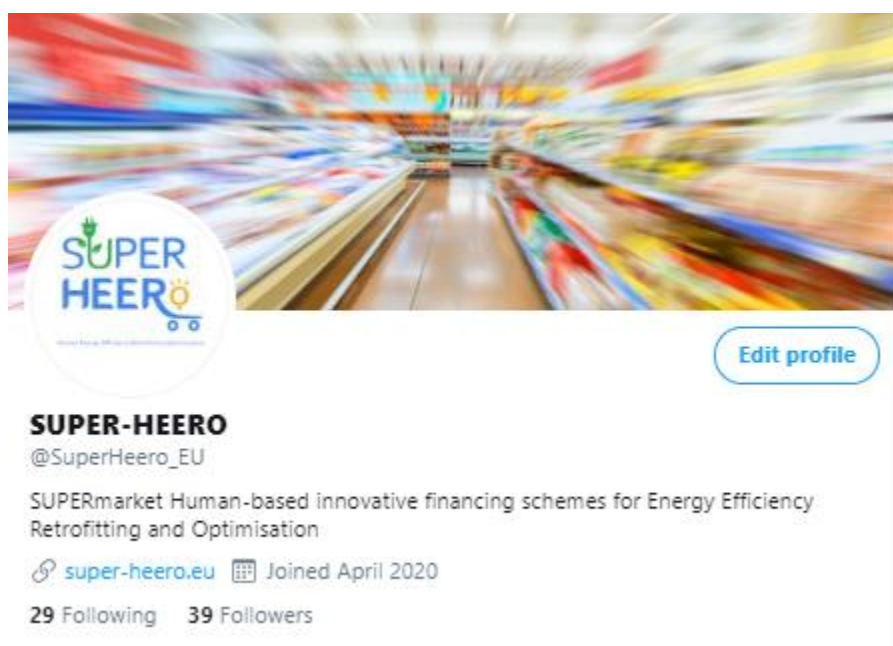 SUPER
HEERO
Edit profile
SUPER-HEERO
@SuperHeero_EU
SUPERmarket Human-based innovative financing schemes for Energy Efficiency
Retrofitting and Optimisation
super-heero.eu Joined April 2020
29 Following 39 Followers